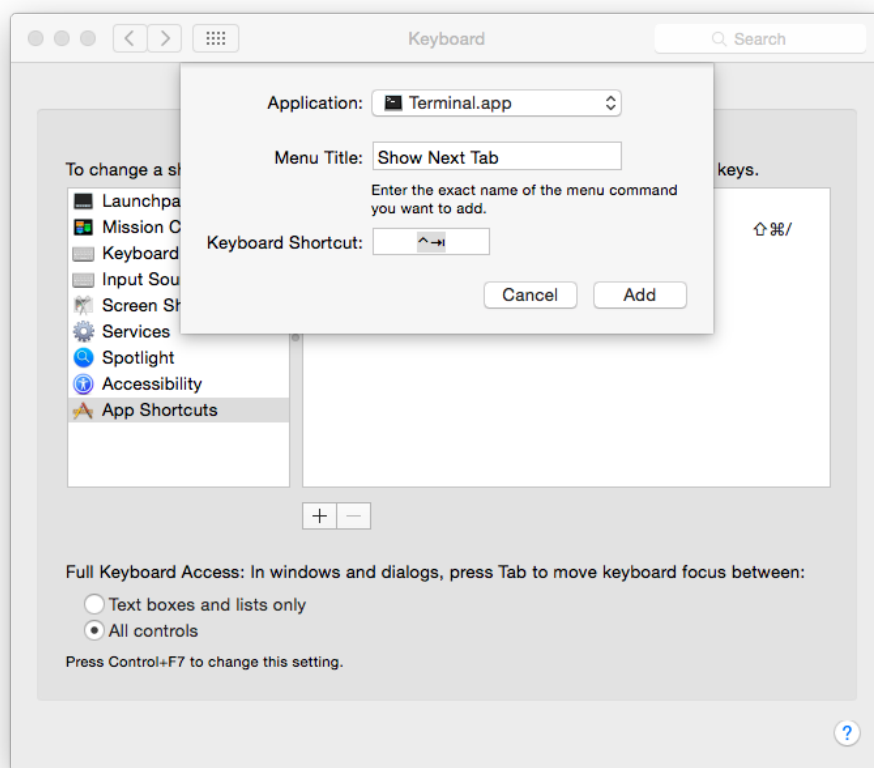 Keyboard
Search
Application:
Terminal.app
Menu Title:
Show Next Tab
Enter the exact name of the menu command
you want to add.
Keyboard Shortcut:
^⇥
Cancel
Add
To change a sh
keys.
Launchpa
Mission C
Keyboard
Input Sou
Screen Sh
Services
Spotlight
Accessibility
App Shortcuts
⇧⌘/
+
−
Full Keyboard Access: In windows and dialogs, press Tab to move keyboard focus between:
Text boxes and lists only
All controls
Press Control+F7 to change this setting.
?